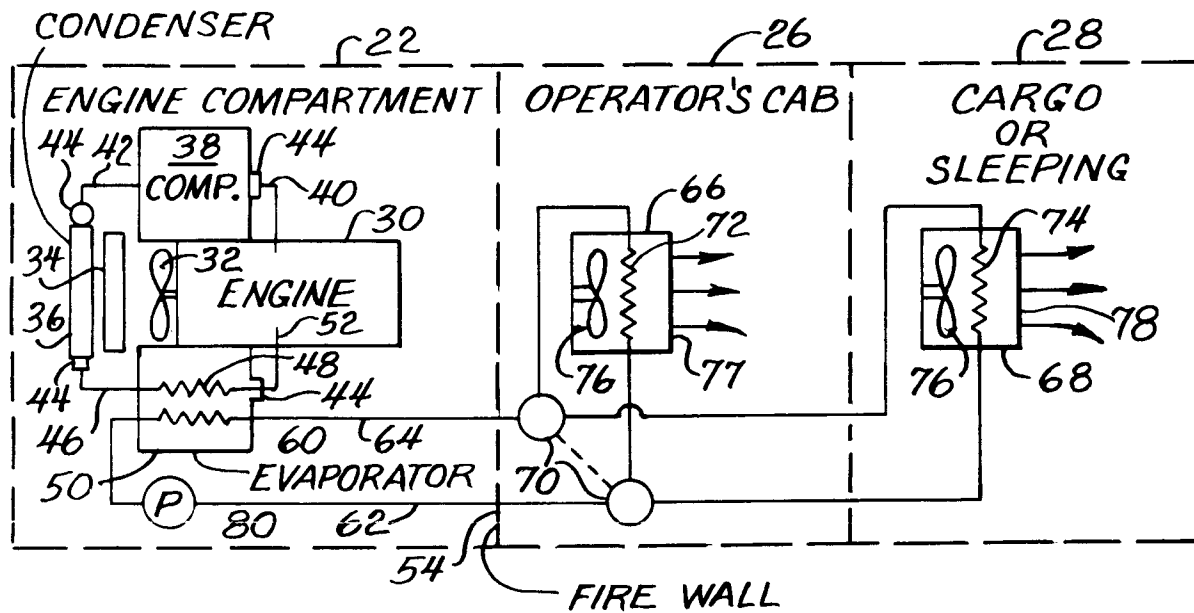 CONDENSER
22
26
28
ENGINE COMPARTMENT
OPERATOR'S CAB
CARGO
OR
SLEEPING
44
42
38
COMP.
44
40
30
66
72
74
34
32
ENGINE
36
52
48
44
44
46
60
64
76
77
76
68
78
50
EVAPORATOR
70
P
80
62
54
FIRE WALL